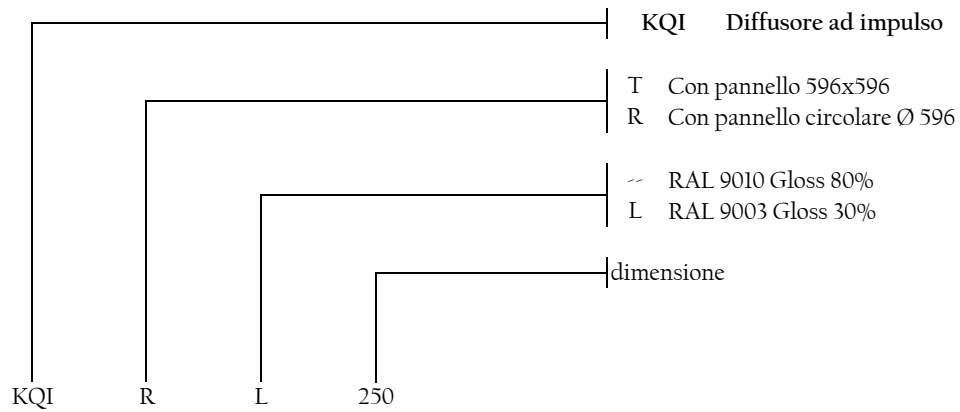 KQI Diffusore ad impulso
T Con pannello 596x596
R Con pannello circolare Ø 596
-- RAL 9010 Gloss 80%
L RAL 9003 Gloss 30%
dimensione
KQI R L 250